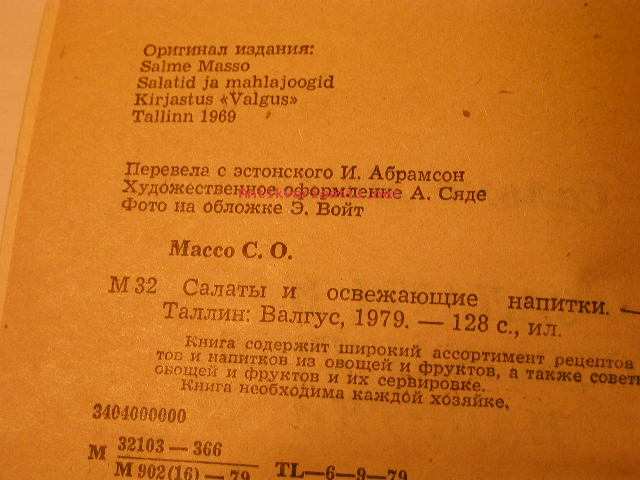 Оригинал издания:
Salme Masso
Salatid ja mahlajoogid
Kirjastus «Valgus»
Tallinn 1969
Перевела с эстонского И. Абрамсон
Художественное оформление А. Сяде
Фото на обложке Э. Войт
Массо С. О.
М 32 Салаты и освежающие напитки. —
Таллин: Валгус, 1979. — 128 с., ил.
Книга содержит широкий ассортимент рецептов
тов и напитков из овощей и фруктов, а также совет
овощей и фруктов и их сервировке.
Книга необходима каждой хозяйке.
3404000000
М 32103 — 366
М 902(16) — 79 TL—6—9—79